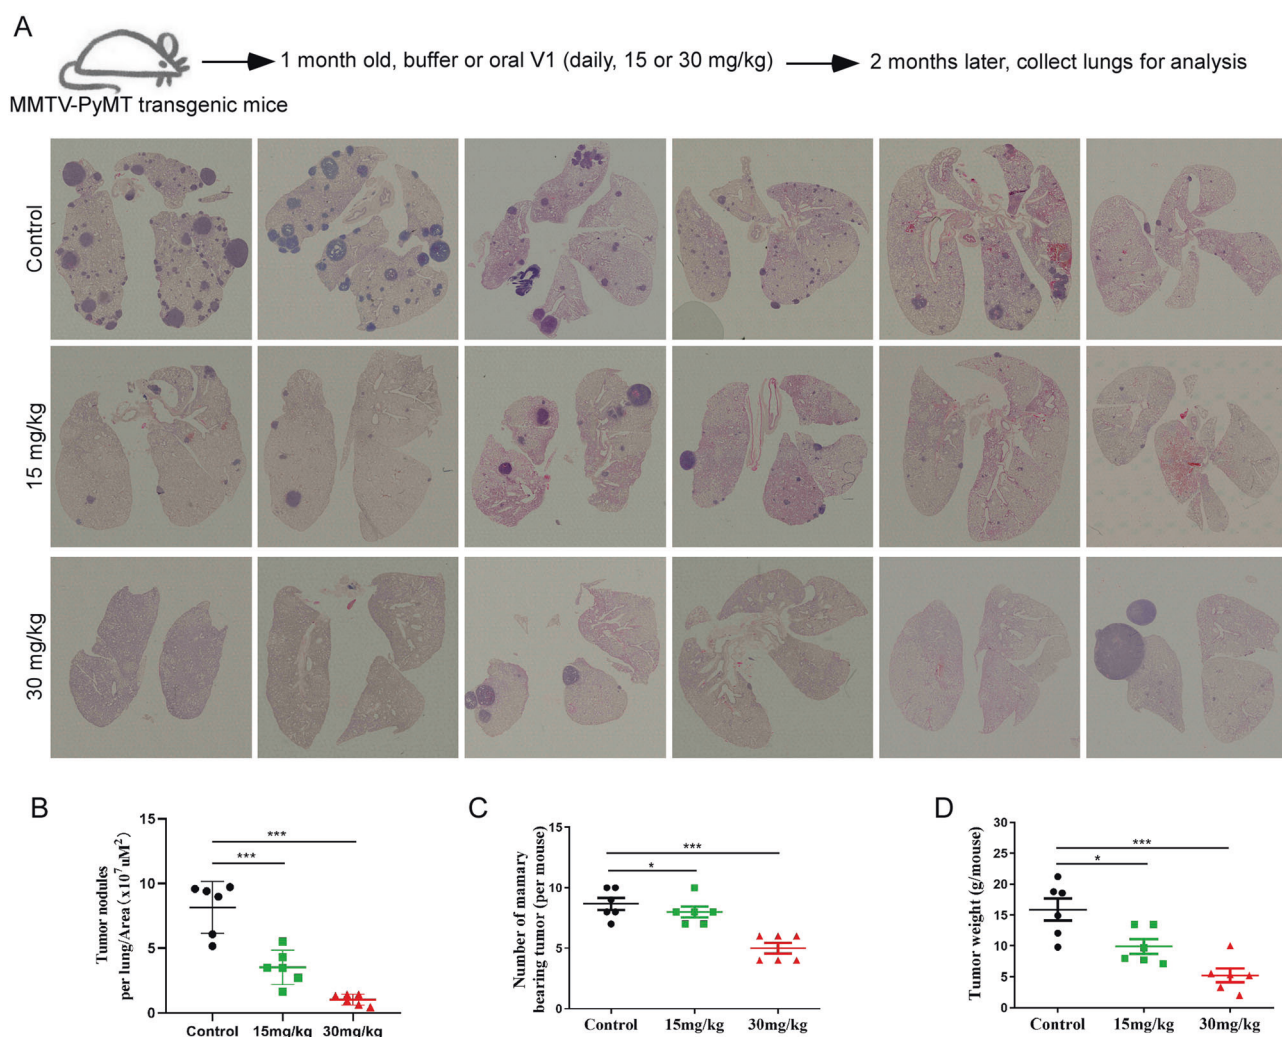 A
1 month old, buffer or oral V1 (daily, 15 or 30 mg/kg)
2 months later, collect lungs for analysis
MMTV-PyMT transgenic mice
Control
15 mg/kg
30 mg/kg
B
Tumor nodules
per lung/Area (x10⁷uM²)
15
10
5
0
***
***
Control
15mg/kg
30mg/kg
C
Number of mamary
bearing tumor (per mouse)
15
10
5
0
***
*
Control
15mg/kg
30mg/kg
D
Tumor weight (g/mouse)
30
25
20
15
10
5
0
***
*
Control
15mg/kg
30mg/kg